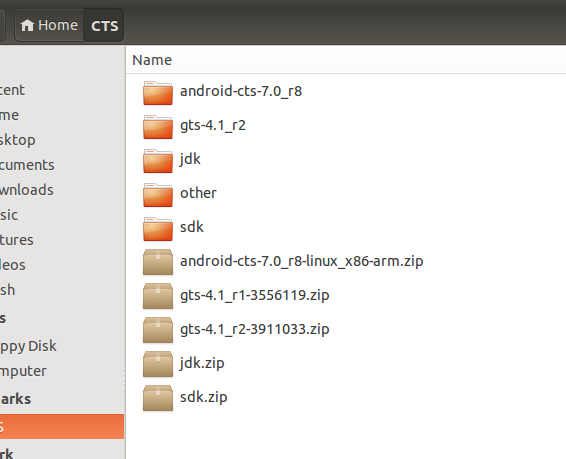 Home CTS
Name
cent
me
sktop
cuments
wnloads
sic
tures
leos
sh
s
ppy Disk
mputer
arks
S
rk
android-cts-7.0_r8
gts-4.1_r2
jdk
other
sdk
android-cts-7.0_r8-linux_x86-arm.zip
gts-4.1_r1-3556119.zip
gts-4.1_r2-3911033.zip
jdk.zip
sdk.zip